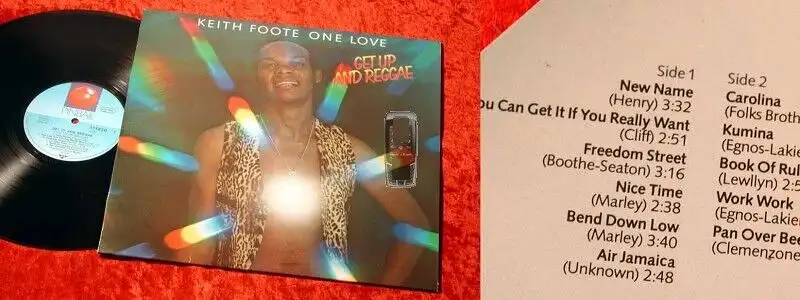 KEITH FOOTE ONE LOVE
GET UP
AND REGGAE
STEREO
Side 1
New Name
(Henry) 3:32
ou Can Get It If You Really Want
(Cliff) 2:51
Freedom Street
(Boothe-Seaton) 3:16
Nice Time
(Marley) 2:38
Bend Down Low
(Marley) 3:40
Air Jamaica
(Unknown) 2:48
Side 2
Carolina
(Folks Broth
Kumina
(Egnos-Lakie
Book Of Rul
(Lewllyn) 2:5
Work Work
(Egnos-Lakier
Pan Over Bee
(Clemenzone